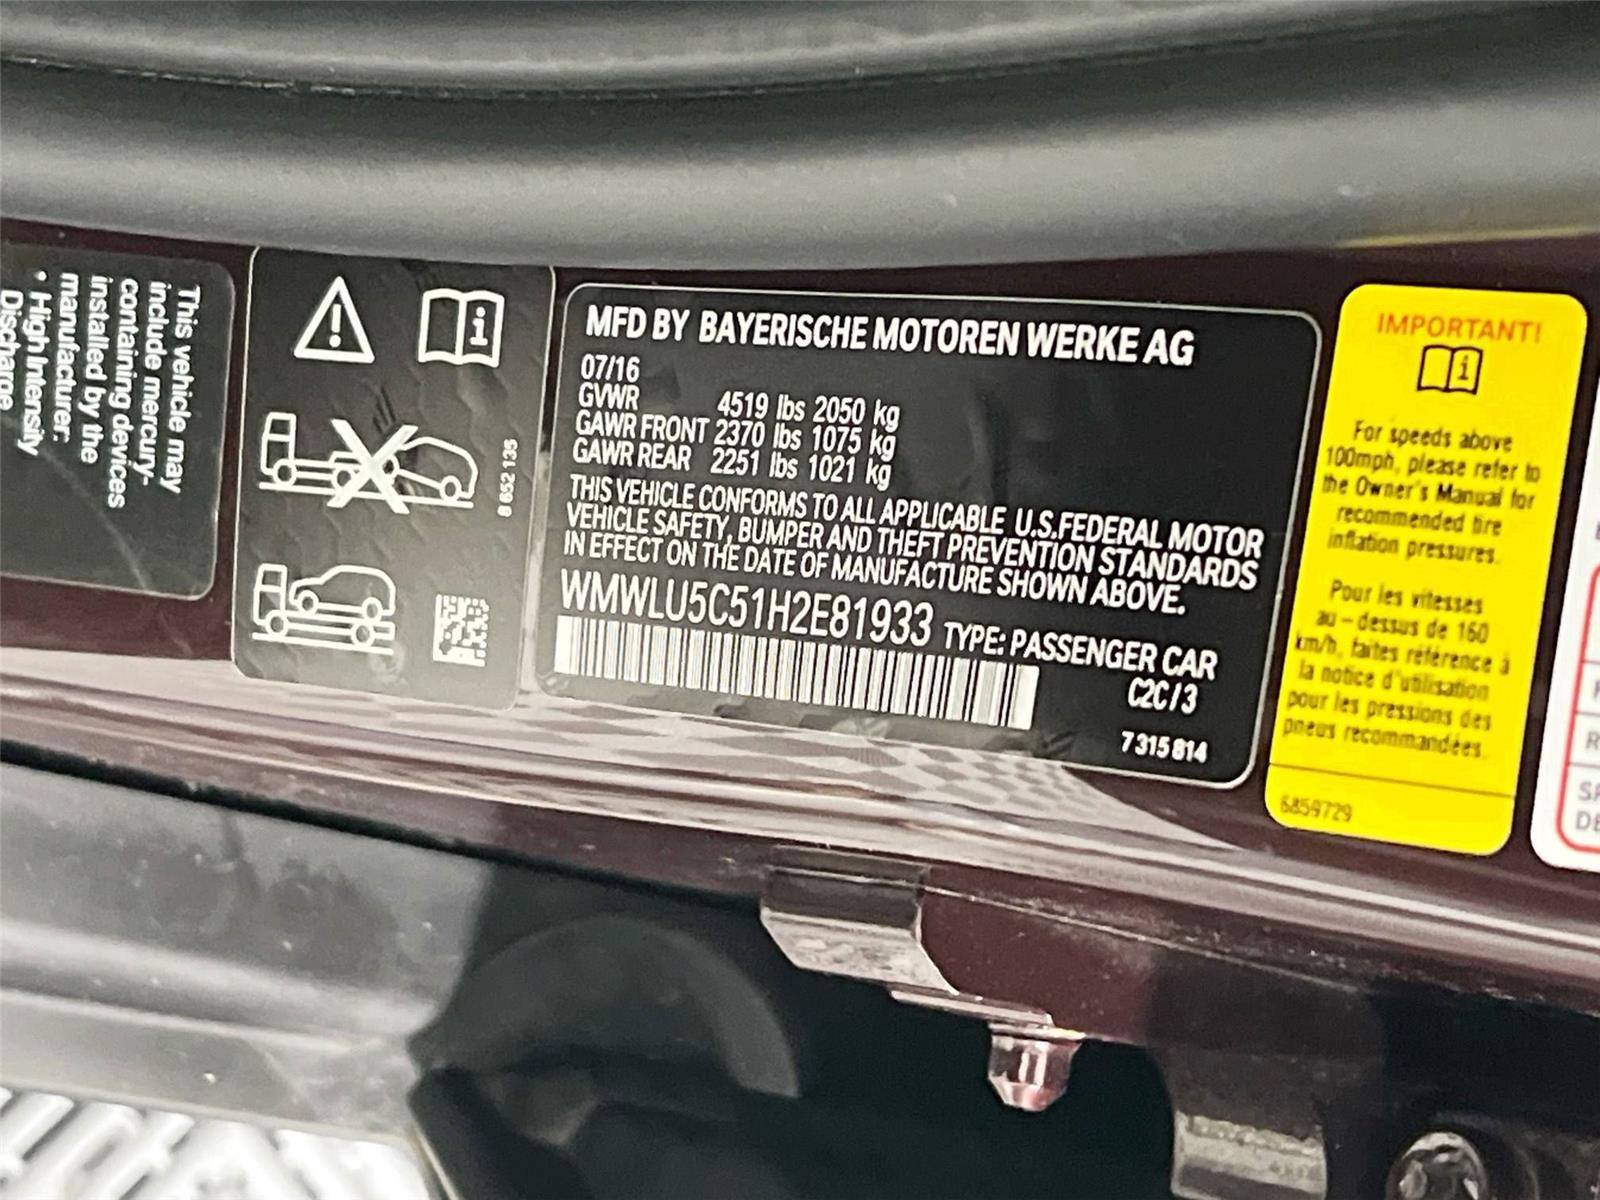 This vehicle may
include mercury-
containing devices
installed by the
manufacturer:
• High Intensity
Discharge
8 652 135
MFD BY BAYERISCHE MOTOREN WERKE AG
07/16
GVWR 4519 lbs 2050 kg
GAWR FRONT 2370 lbs 1075 kg
GAWR REAR 2251 lbs 1021 kg
THIS VEHICLE CONFORMS TO ALL APPLICABLE U.S.FEDERAL MOTOR
VEHICLE SAFETY, BUMPER AND THEFT PREVENTION STANDARDS
IN EFFECT ON THE DATE OF MANUFACTURE SHOWN ABOVE.
WMWLU5C51H2E81933 TYPE: PASSENGER CAR
C2C/3
7 315 814
IMPORTANT!
For speeds above
100mph, please refer to
the Owner's Manual for
recommended tire
inflation pressures.
Pour les vitesses
au-dessus de 160
km/h, faites référence à
la notice d'utilisation
pour les pressions des
pneus recommandées.
6859729